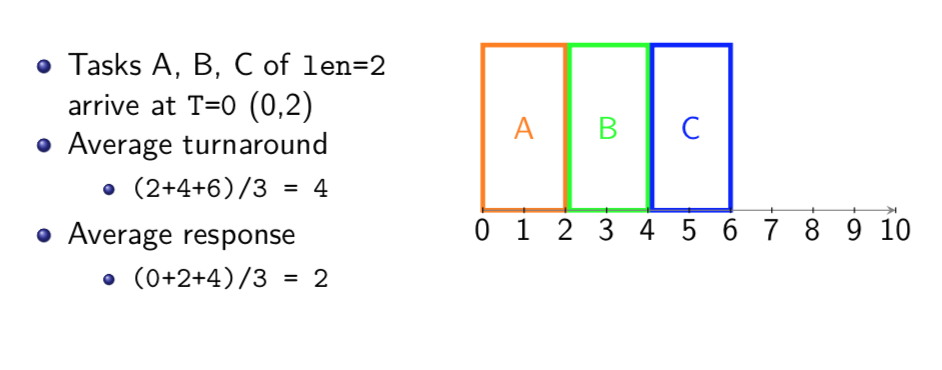 Tasks A, B, C of len=2
arrive at T=0 (0,2)
Average turnaround
(2+4+6)/3 = 4
Average response
(0+2+4)/3 = 2
A B C
0 1 2 3 4 5 6 7 8 9 10